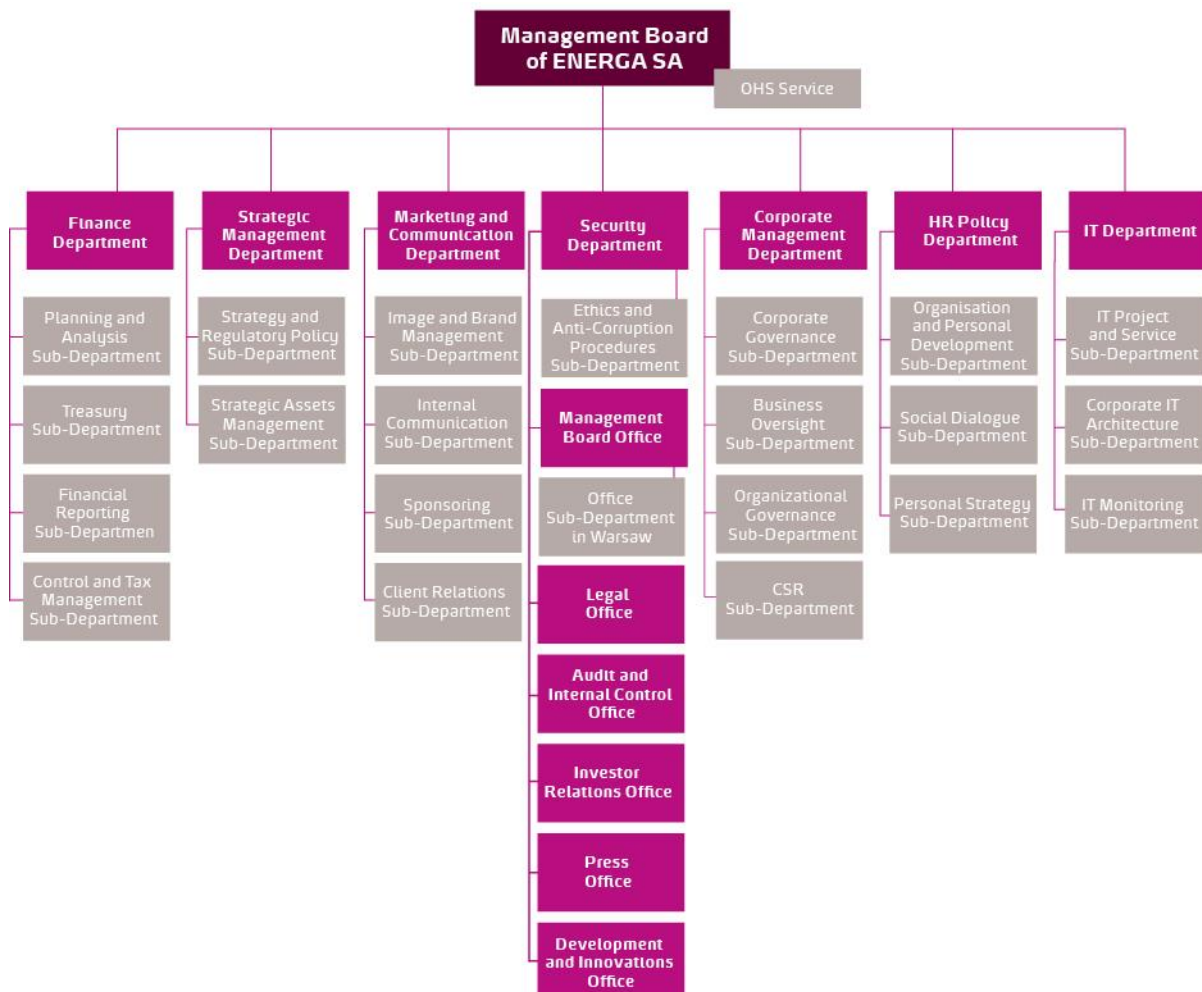 Management Board
of ENERGA SA
OHS Service
Finance
Department
Strategic
Management
Department
Marketing and
Communication
Department
Security
Department
Corporate
Management
Department
HR Policy
Department
IT Department
Planning and
Analysis
Sub-Department
Strategy and
Regulatory Policy
Sub-Department
Image and Brand
Management
Sub-Department
Ethics and
Anti-Corruption
Procedures
Sub-Department
Corporate
Governance
Sub-Department
Organisation
and Personal
Development
Sub-Department
IT Project
and Service
Sub-Department
Treasury
Sub-Department
Strategic Assets
Management
Sub-Department
Internal
Communication
Sub-Department
Management
Board Office
Business
Oversight
Sub-Department
Social Dialogue
Sub-Department
Corporate IT
Architecture
Sub-Department
Financial
Reporting
Sub-Departmen
Sponsoring
Sub-Department
Office
Sub-Department
in Warsaw
Organizational
Governance
Sub-Department
Personal Strategy
Sub-Department
IT Monitoring
Sub-Department
Control and Tax
Management
Sub-Department
Client Relations
Sub-Department
Legal
Office
CSR
Sub-Department
Audit and
Internal Control
Office
Investor
Relations Office
Press
Office
Development
and Innovations
Office